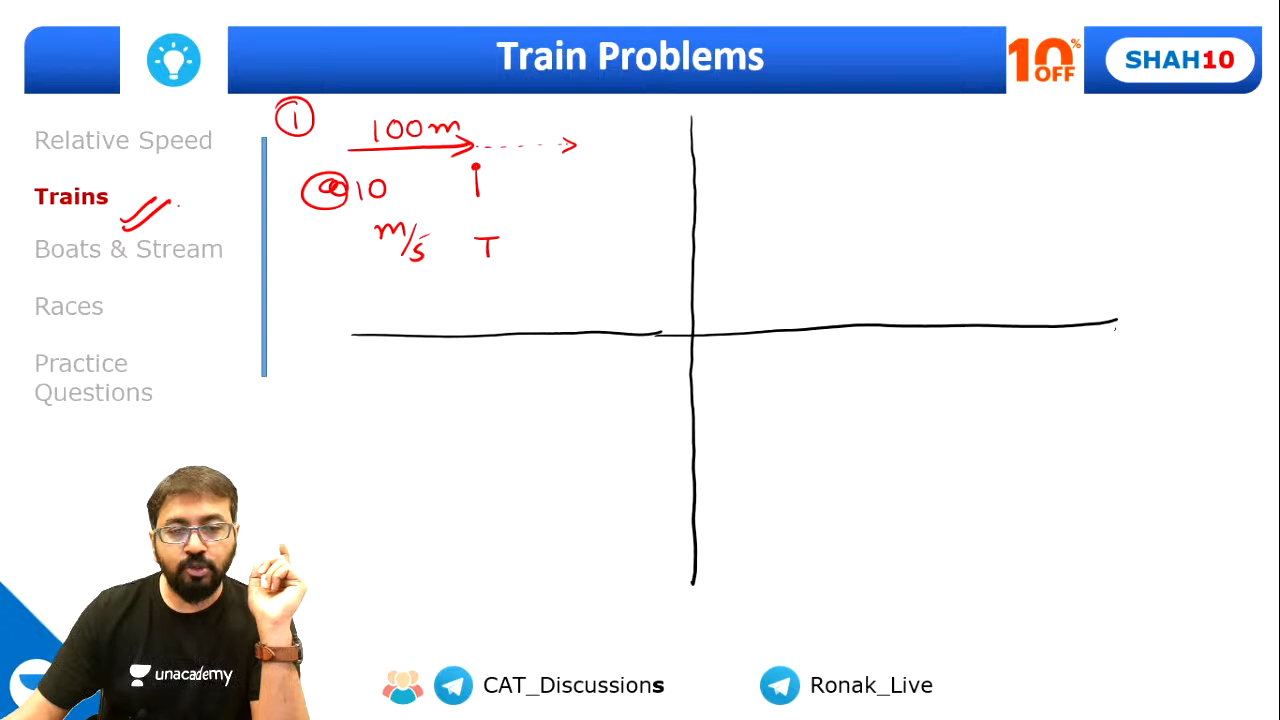 Train Problems
10% OFF
SHAH10
Relative Speed
Trains
Boats & Stream
Races
Practice
Questions
1
100m
10
m/s
T
unacademy
CAT_Discussions
Ronak_Live